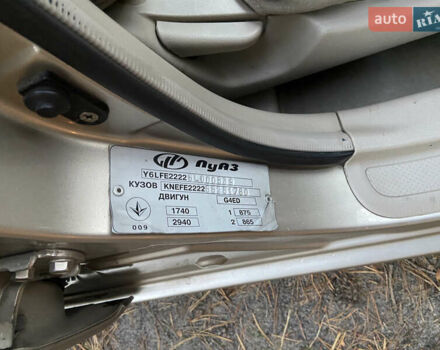 auto RIA
ЛуАЗ
Y6LFE2222
КУЗОВ KNEFE2222
ДВИГУН G4ED
1740 1 875
2940 2 865
009